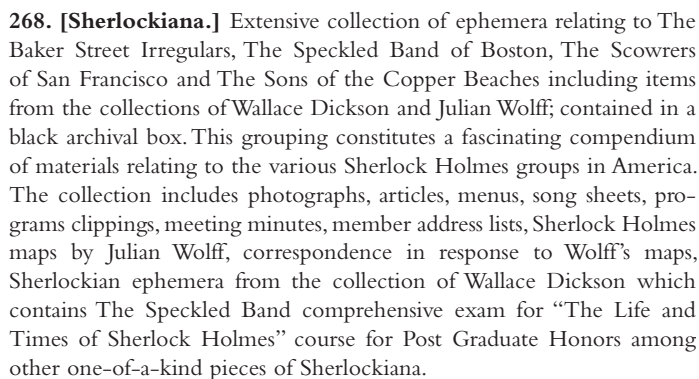 268. [Sherlockiana.] Extensive collection of ephemera relating to The
Baker Street Irregulars, The Speckled Band of Boston, The Scowrers
of San Francisco and The Sons of the Copper Beaches including items
from the collections of Wallace Dickson and Julian Wolff; contained in a
black archival box. This grouping constitutes a fascinating compendium
of materials relating to the various Sherlock Holmes groups in America.
The collection includes photographs, articles, menus, song sheets, pro-
grams clippings, meeting minutes, member address lists, Sherlock Holmes
maps by Julian Wolff, correspondence in response to Wolff's maps,
Sherlockian ephemera from the collection of Wallace Dickson which
contains The Speckled Band comprehensive exam for “The Life and
Times of Sherlock Holmes” course for Post Graduate Honors among
other one-of-a-kind pieces of Sherlockiana.